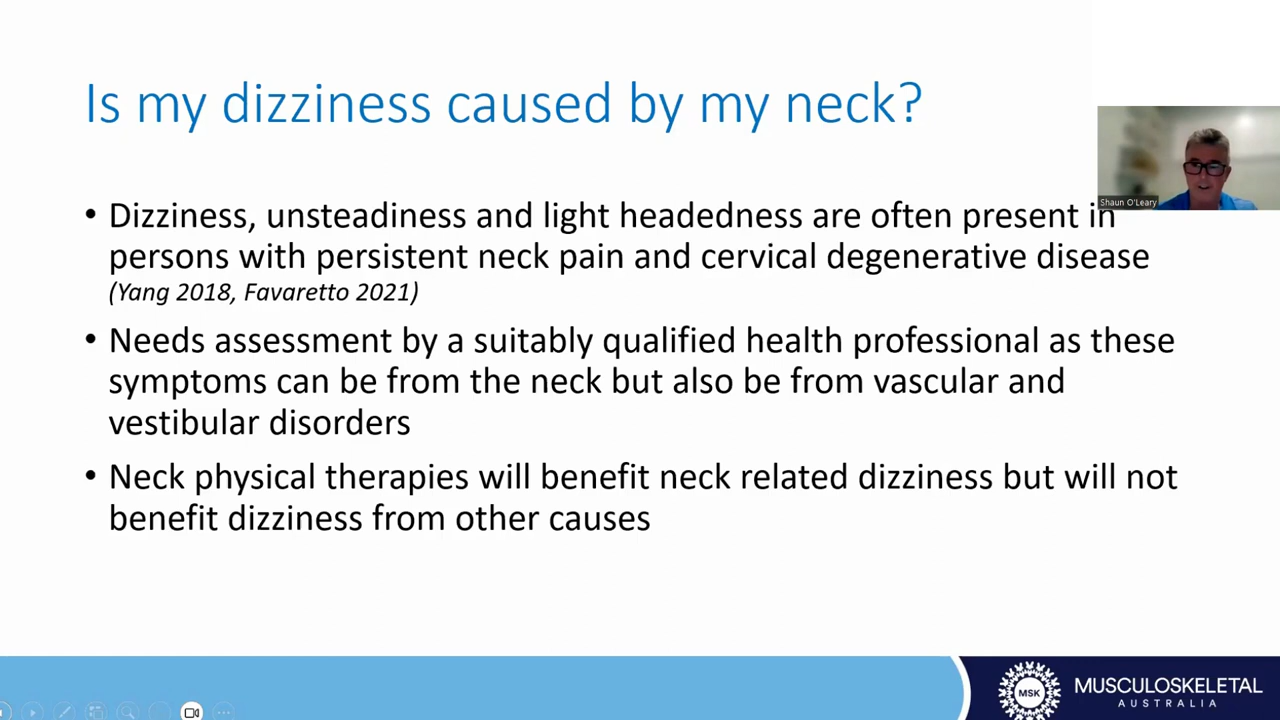 Is my dizziness caused by my neck?
Shaun O'Leary
• Dizziness, unsteadiness and light headedness are often present in
persons with persistent neck pain and cervical degenerative disease
(Yang 2018, Favaretto 2021)
• Needs assessment by a suitably qualified health professional as these
symptoms can be from the neck but also be from vascular and
vestibular disorders
• Neck physical therapies will benefit neck related dizziness but will not
benefit dizziness from other causes
MSK
MUSCULOSKELETAL
AUSTRALIA